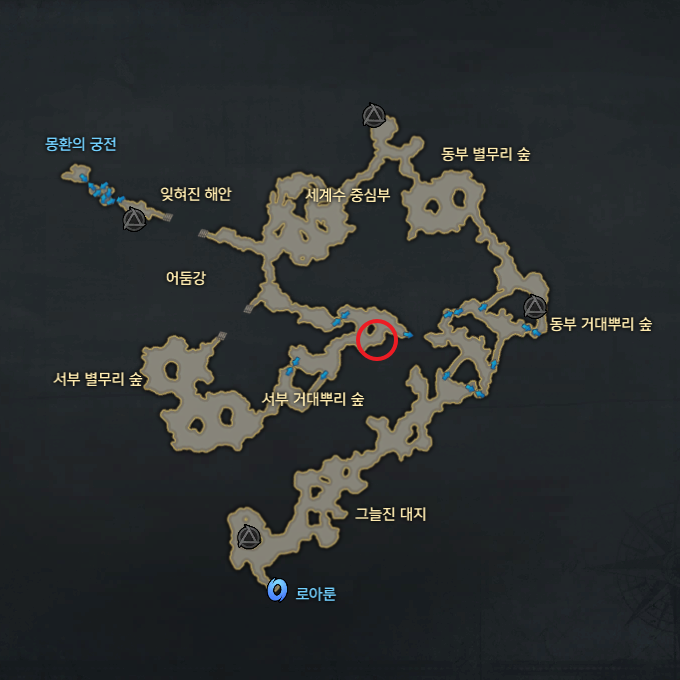 몽환의 궁전
동부 별무리 숲
잊혀진 해안
세계수 중심부
어둠강
동부 거대뿌리 숲
서부 별무리 숲
서부 거대뿌리 숲
그늘진 대지
로아룬